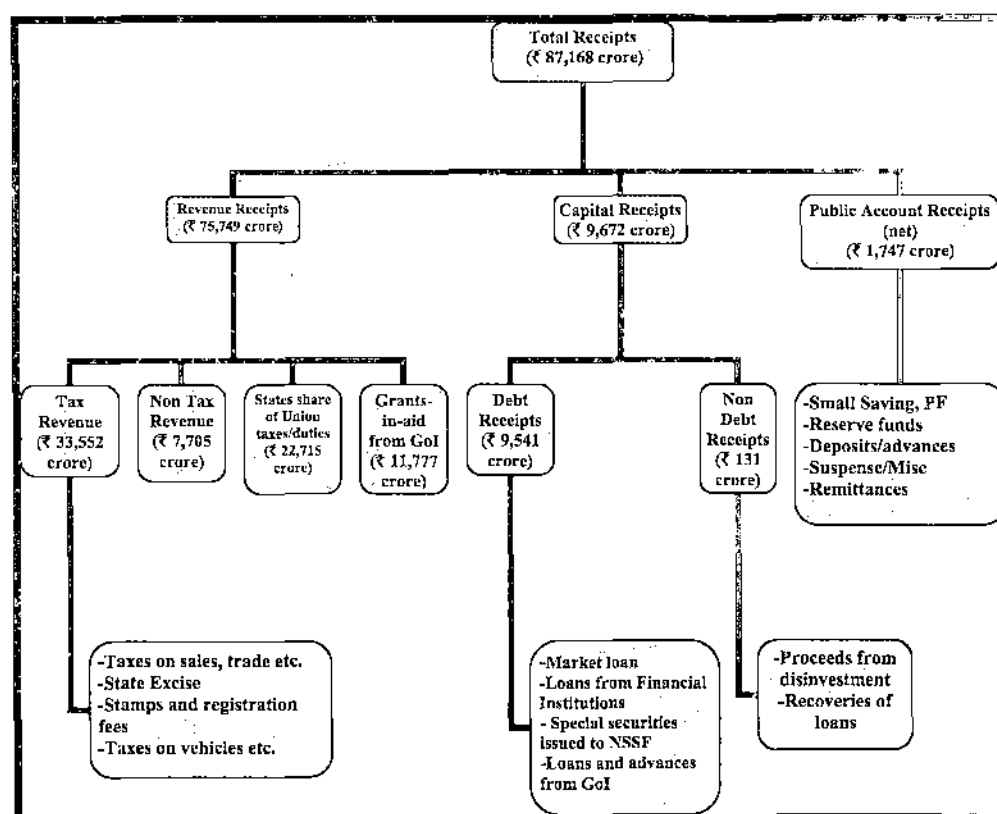 Total Receipts
(₹ 87,168 crore)
Revenue Receipts
(₹ 75,749 crore)
Capital Receipts
(₹ 9,672 crore)
Public Account Receipts
(net)
(₹ 1,747 crore)
Tax
Revenue
(₹ 33,552
crore)
Non Tax
Revenue
(₹ 7,705
crore)
States share
of Union
taxes/duties
(₹ 22,715
crore)
Grants-
in-aid
from GoI
(₹ 11,777
crore)
Debt
Receipts
(₹ 9,541
crore)
Non
Debt
Receipts
(₹ 131
crore)
-Small Saving, PF
-Reserve funds
-Deposits/advances
-Suspense/Misc
-Remittances
-Taxes on sales, trade etc.
-State Excise
-Stamps and registration
fees
-Taxes on vehicles etc.
-Market loan
-Loans from Financial
Institutions
- Special securities
issued to NSSF
-Loans and advances
from GoI
-Proceeds from
disinvestment
-Recoveries of
loans